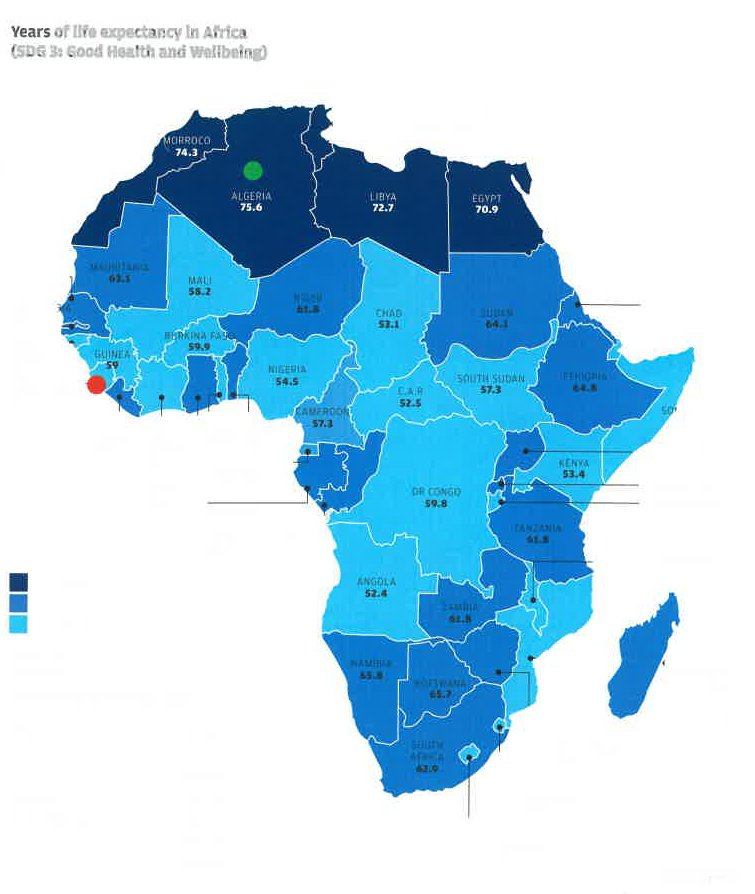 Years of life expectancy in Africa
(SDG 3: Good Health and Wellbeing)
MORROCO
74.3
ALGERIA
75.6
LIBYA
72.7
EGYPT
70.9
MAURITANIA
63.1
MALI
58.2
NIGER
61.8
CHAD
53.1
SUDAN
64.1
BURKINA FASO
59.9
GUINEA
59
NIGERIA
54.5
C.A.R
52.5
SOUTH SUDAN
57.3
ETHIOPIA
64.8
SO
CAMEROON
57.3
KENYA
53.4
DR CONGO
59.8
TANZANIA
61.8
ANGOLA
52.4
ZAMBIA
61.8
NAMIBIA
65.8
BOTSWANA
65.7
SOUTH
AFRICA
62.9